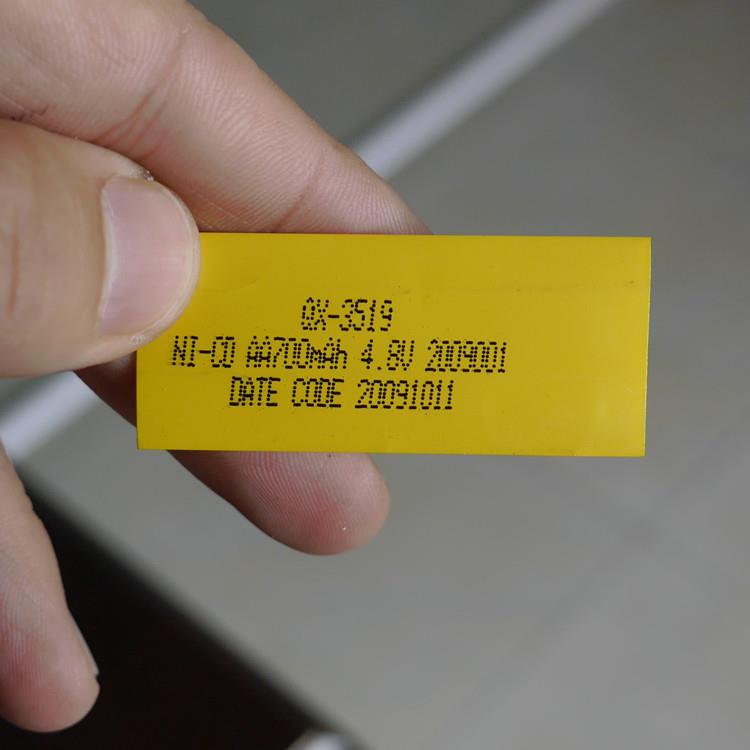 QX-3519
NI-CD AA700mAh 4.8V 2009001
DATE CODE 20091011